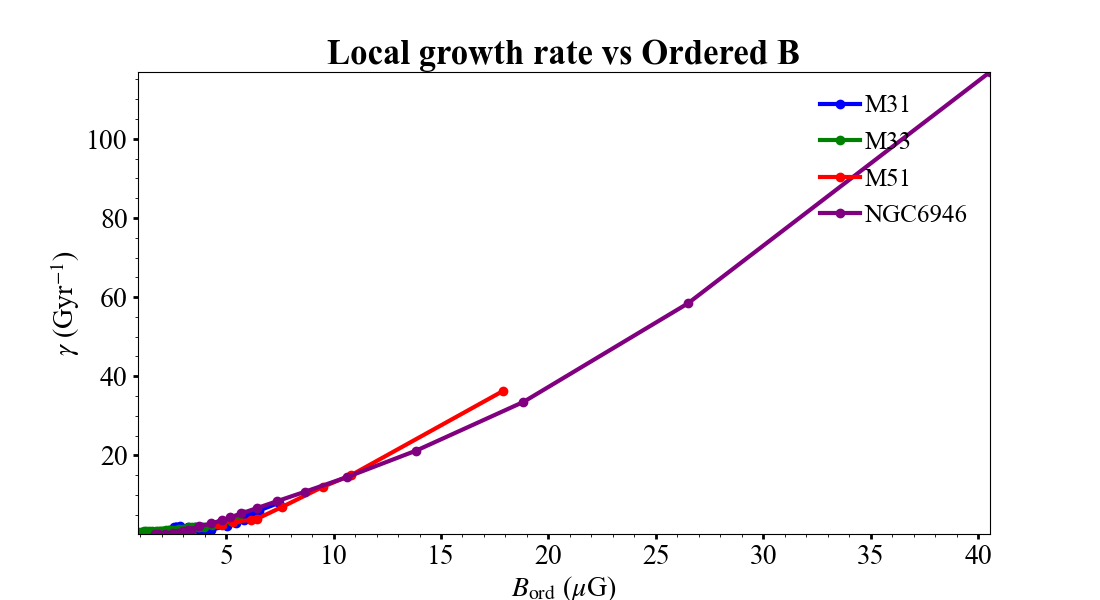 Local growth rate vs Ordered B
M31
M33
M51
NGC6946
γ (Gyr⁻¹)
100
80
60
40
20
5 10 15 20 25 30 35 40
B_ord (μG)